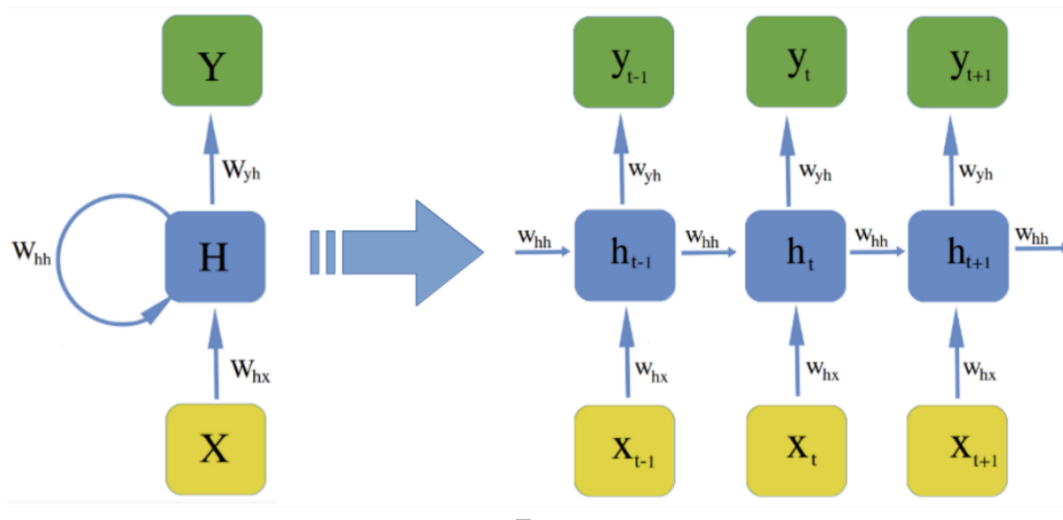 Y
W_yh
W_hh
H
W_hx
X
y_t-1
y_t
y_t+1
w_yh
w_yh
w_yh
w_hh
h_t-1
w_hh
h_t
w_hh
h_t+1
w_hh
w_hx
w_hx
w_hx
x_t-1
x_t
x_t+1